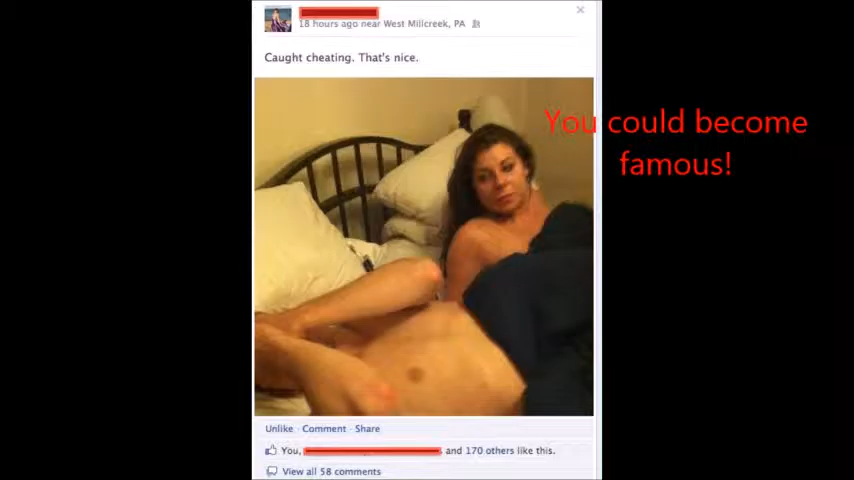 18 hours ago near West Millcreek, PA
Caught cheating. That's nice.
You could become
famous!
Unlike · Comment · Share
You, and 170 others like this.
View all 58 comments